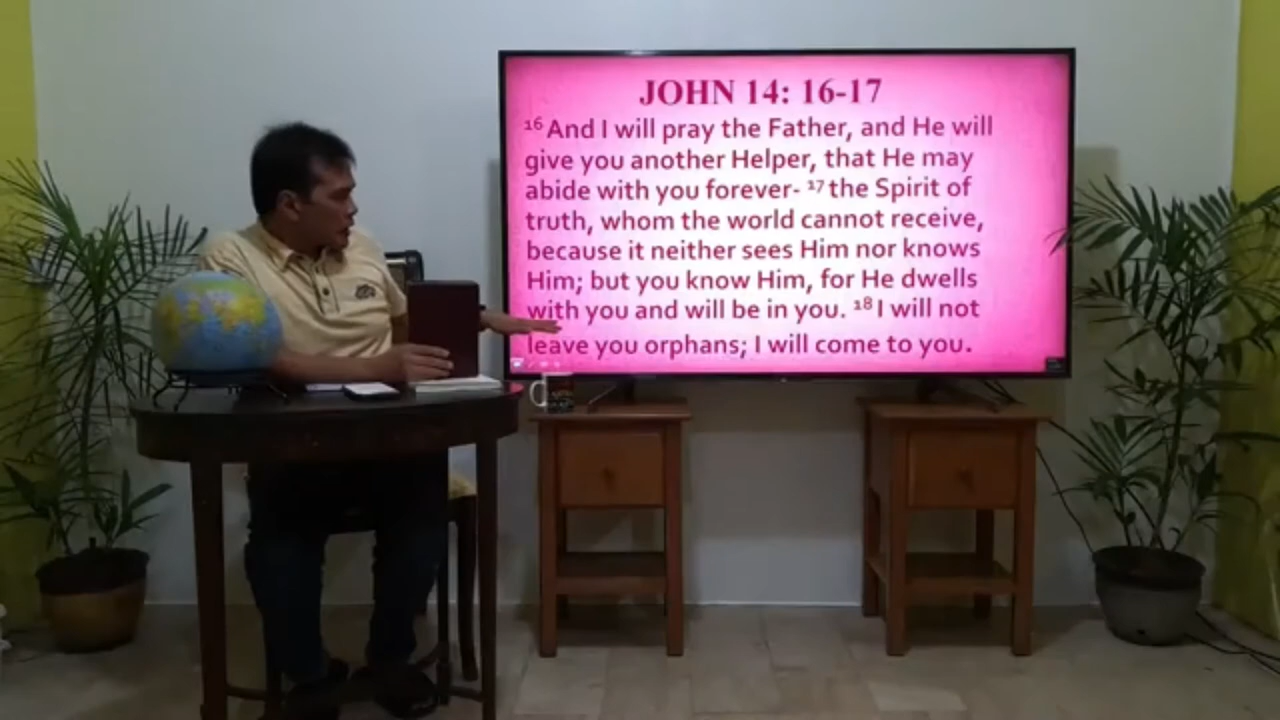 JOHN 14: 16-17
16 And I will pray the Father, and He will
give you another Helper, that He may
abide with you forever- 17 the Spirit of
truth, whom the world cannot receive,
because it neither sees Him nor knows
Him; but you know Him, for He dwells
with you and will be in you. 18 I will not
leave you orphans; I will come to you.